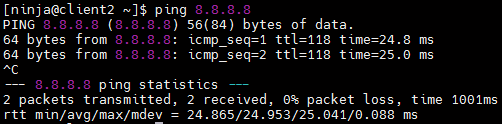 [ninja@client2 ~]$ ping 8.8.8.8
PING 8.8.8.8 (8.8.8.8) 56(84) bytes of data.
64 bytes from 8.8.8.8: icmp_seq=1 ttl=118 time=24.8 ms
64 bytes from 8.8.8.8: icmp_seq=2 ttl=118 time=25.0 ms
^C
--- 8.8.8.8 ping statistics ---
2 packets transmitted, 2 received, 0% packet loss, time 1001ms
rtt min/avg/max/mdev = 24.865/24.953/25.041/0.088 ms